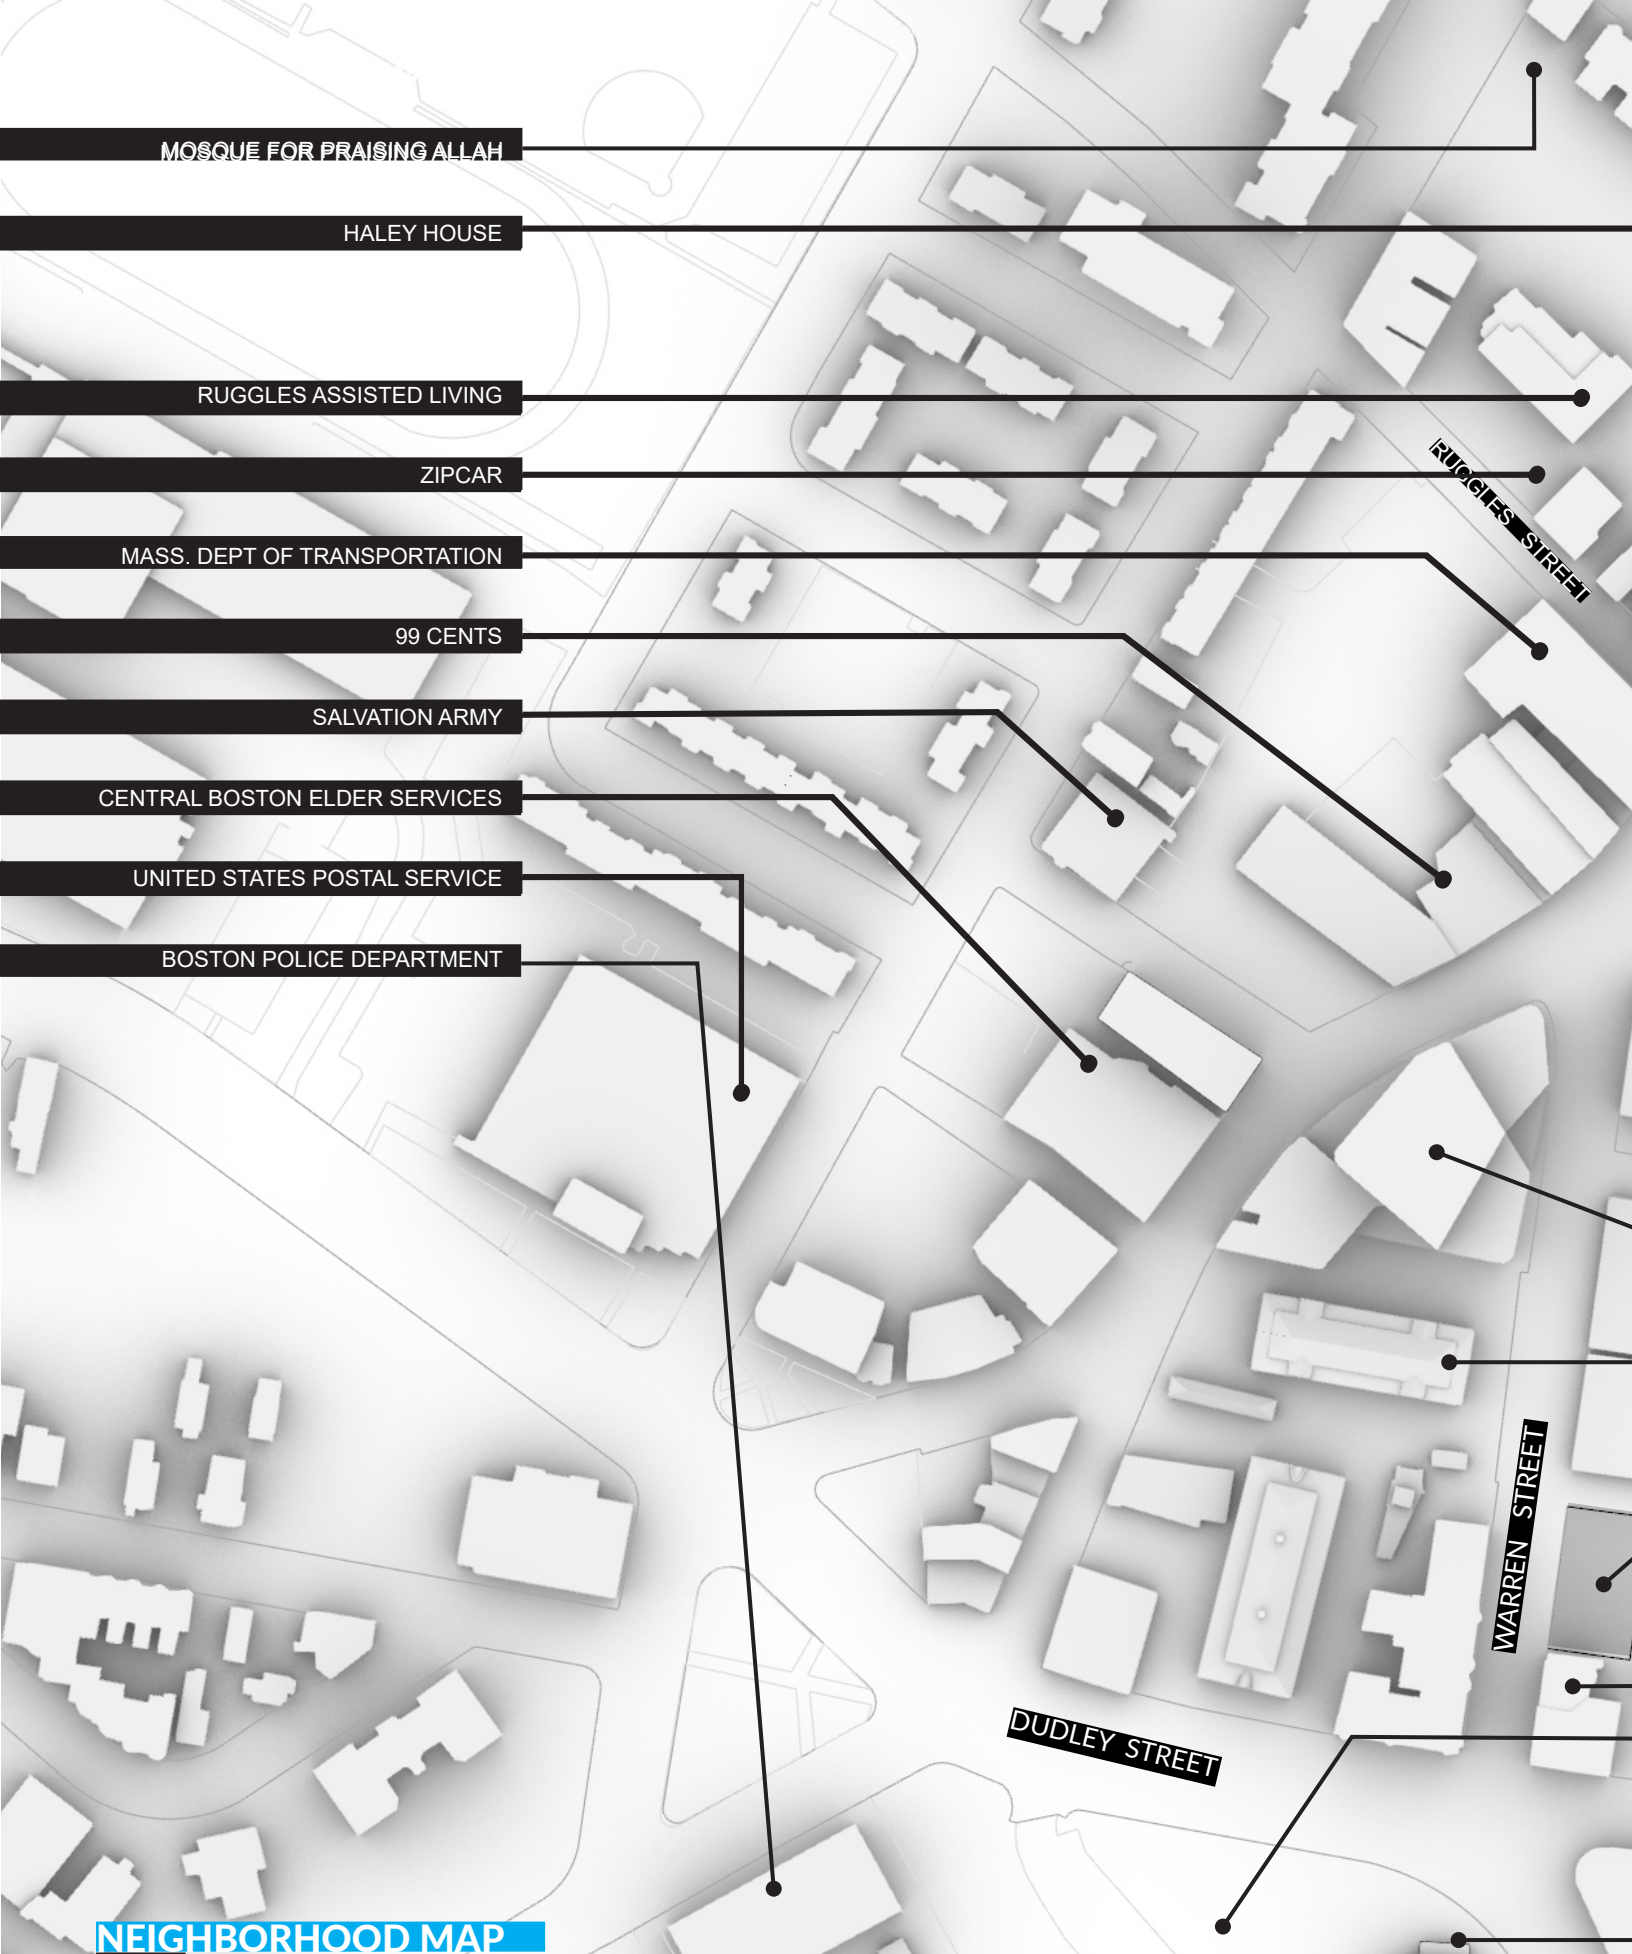 MOSQUE FOR PRAISING ALLAH
HALEY HOUSE
RUGGLES ASSISTED LIVING
RUGGLES STREET
ZIPCAR
MASS. DEPT OF TRANSPORTATION
99 CENTS
SALVATION ARMY
CENTRAL BOSTON ELDER SERVICES
UNITED STATES POSTAL SERVICE
BOSTON POLICE DEPARTMENT
WARREN STREET
DUDLEY STREET
NEIGHBORHOOD MAP